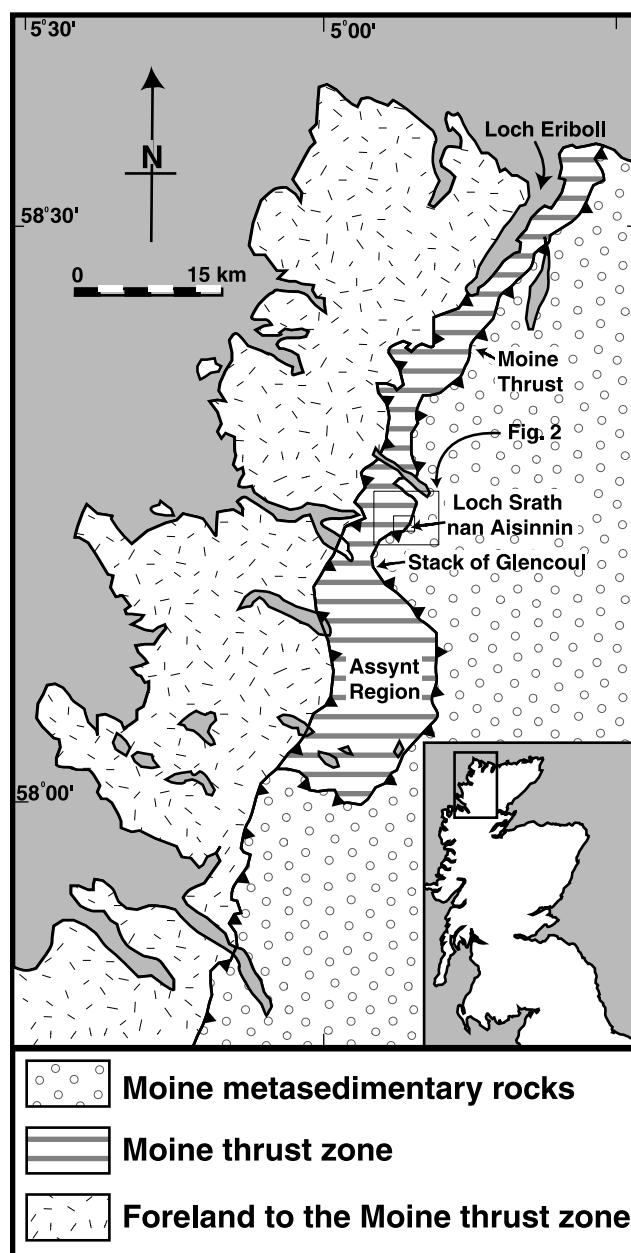 5°30'
5°00'
N
Loch Eriboll
58°30'
0 15 km
Moine
Thrust
Fig. 2
Loch Srath
nan Aisinnin
Stack of Glencoul
Assynt
Region
58°00'
Moine metasedimentary rocks
Moine thrust zone
Foreland to the Moine thrust zone